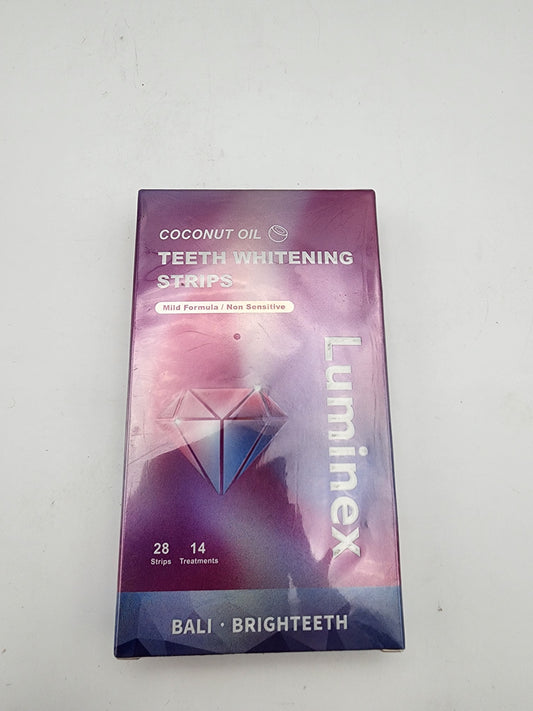 COCONUT OIL
TEETH WHITENING
STRIPS
Mild Formula / Non Sensitive
Luminex
28 14
Strips Treatments
BALI · BRIGHTEETH